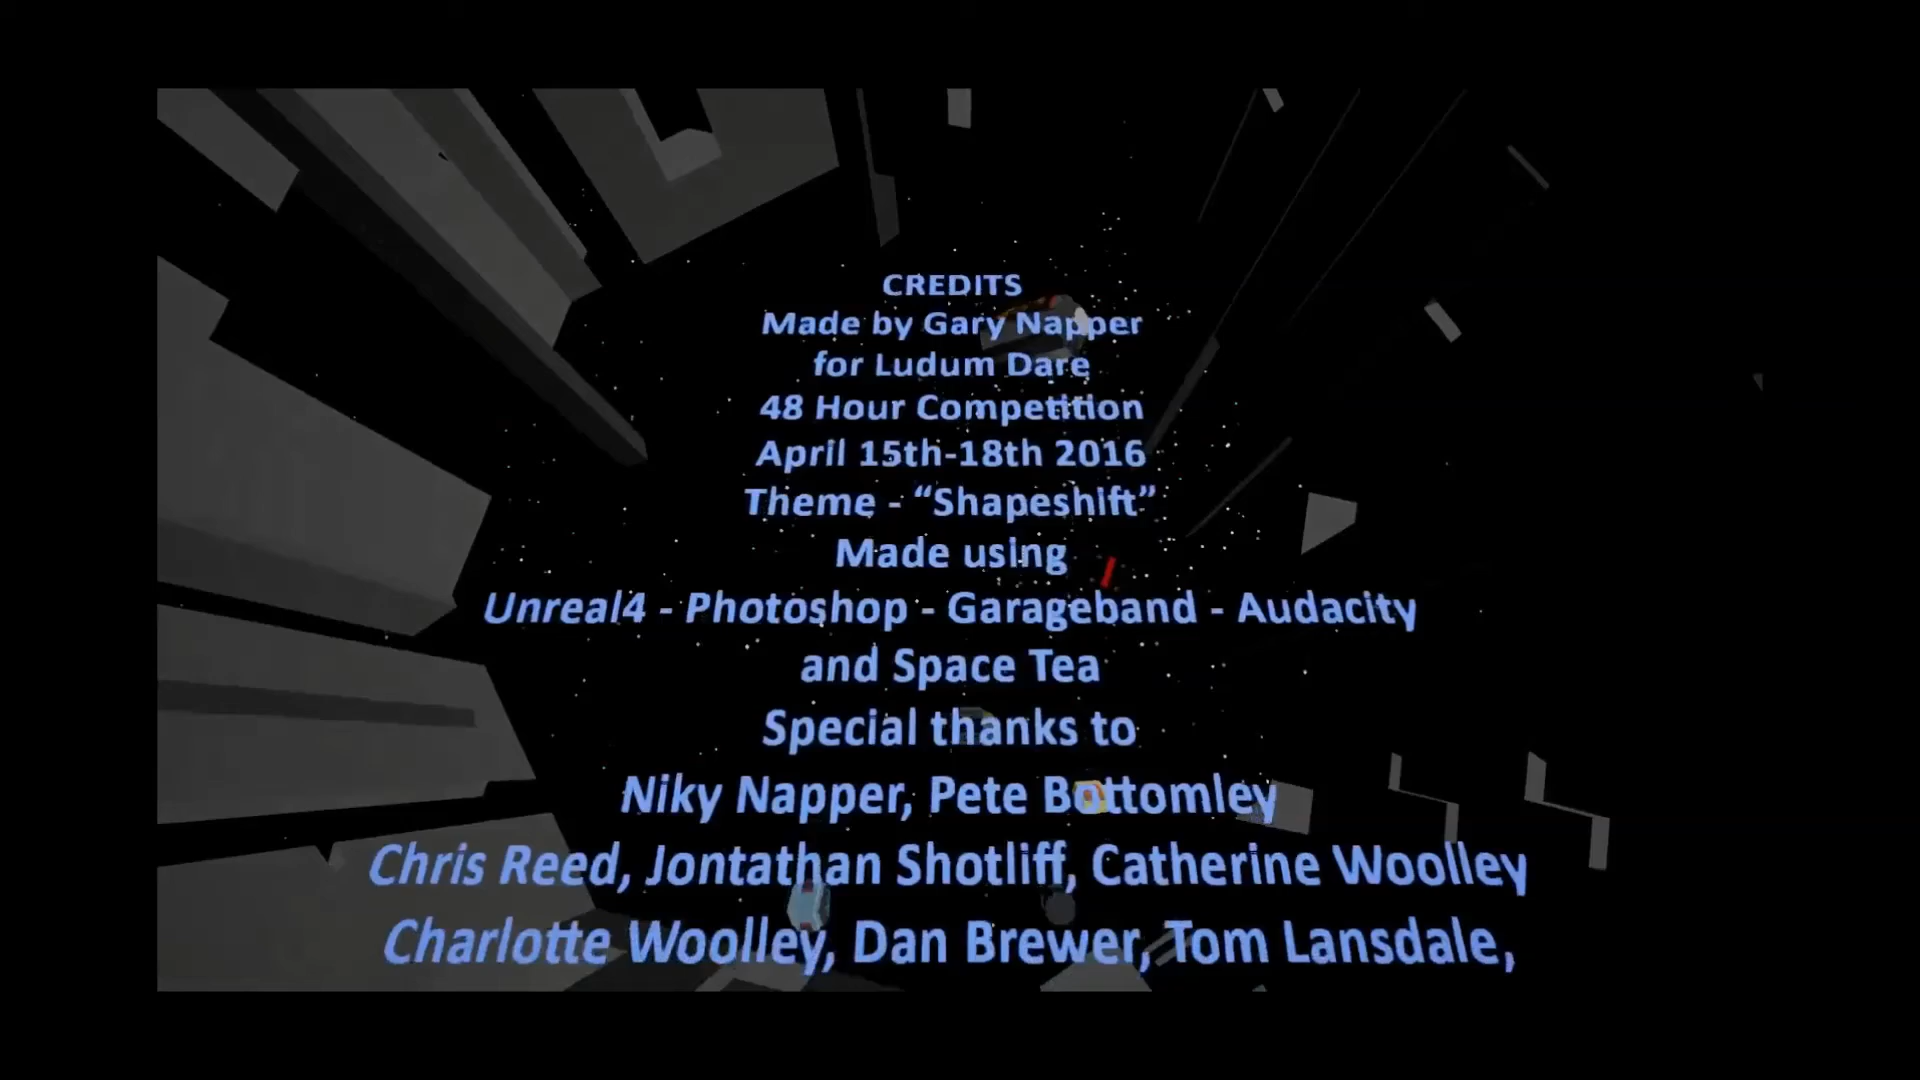 CREDITS
Made by Gary Napper
for Ludum Dare
48 Hour Competition
April 15th-18th 2016
Theme - “Shapeshift”
Made using
Unreal4 - Photoshop - Garageband - Audacity
and Space Tea
Special thanks to
Niky Napper, Pete Bottomley
Chris Reed, Jontathan Shotliff, Catherine Woolley
Charlotte Woolley, Dan Brewer, Tom Lansdale,